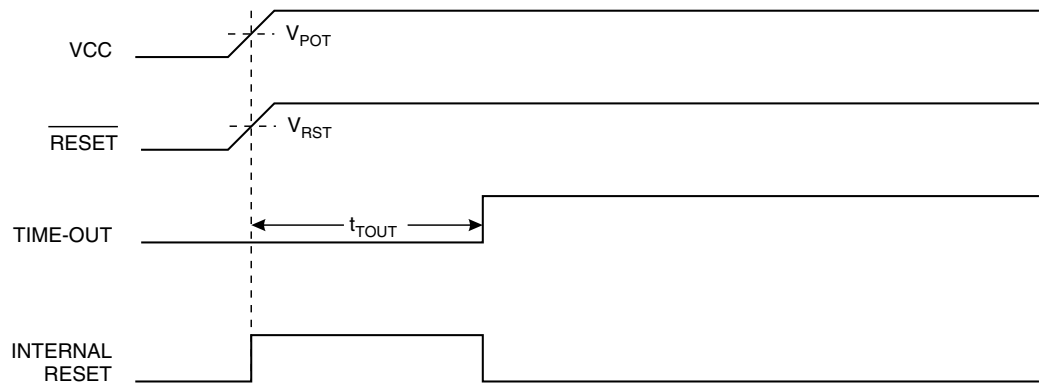 VCC
V_POT
RESET
V_RST
TIME-OUT
t_TOUT
INTERNAL
RESET